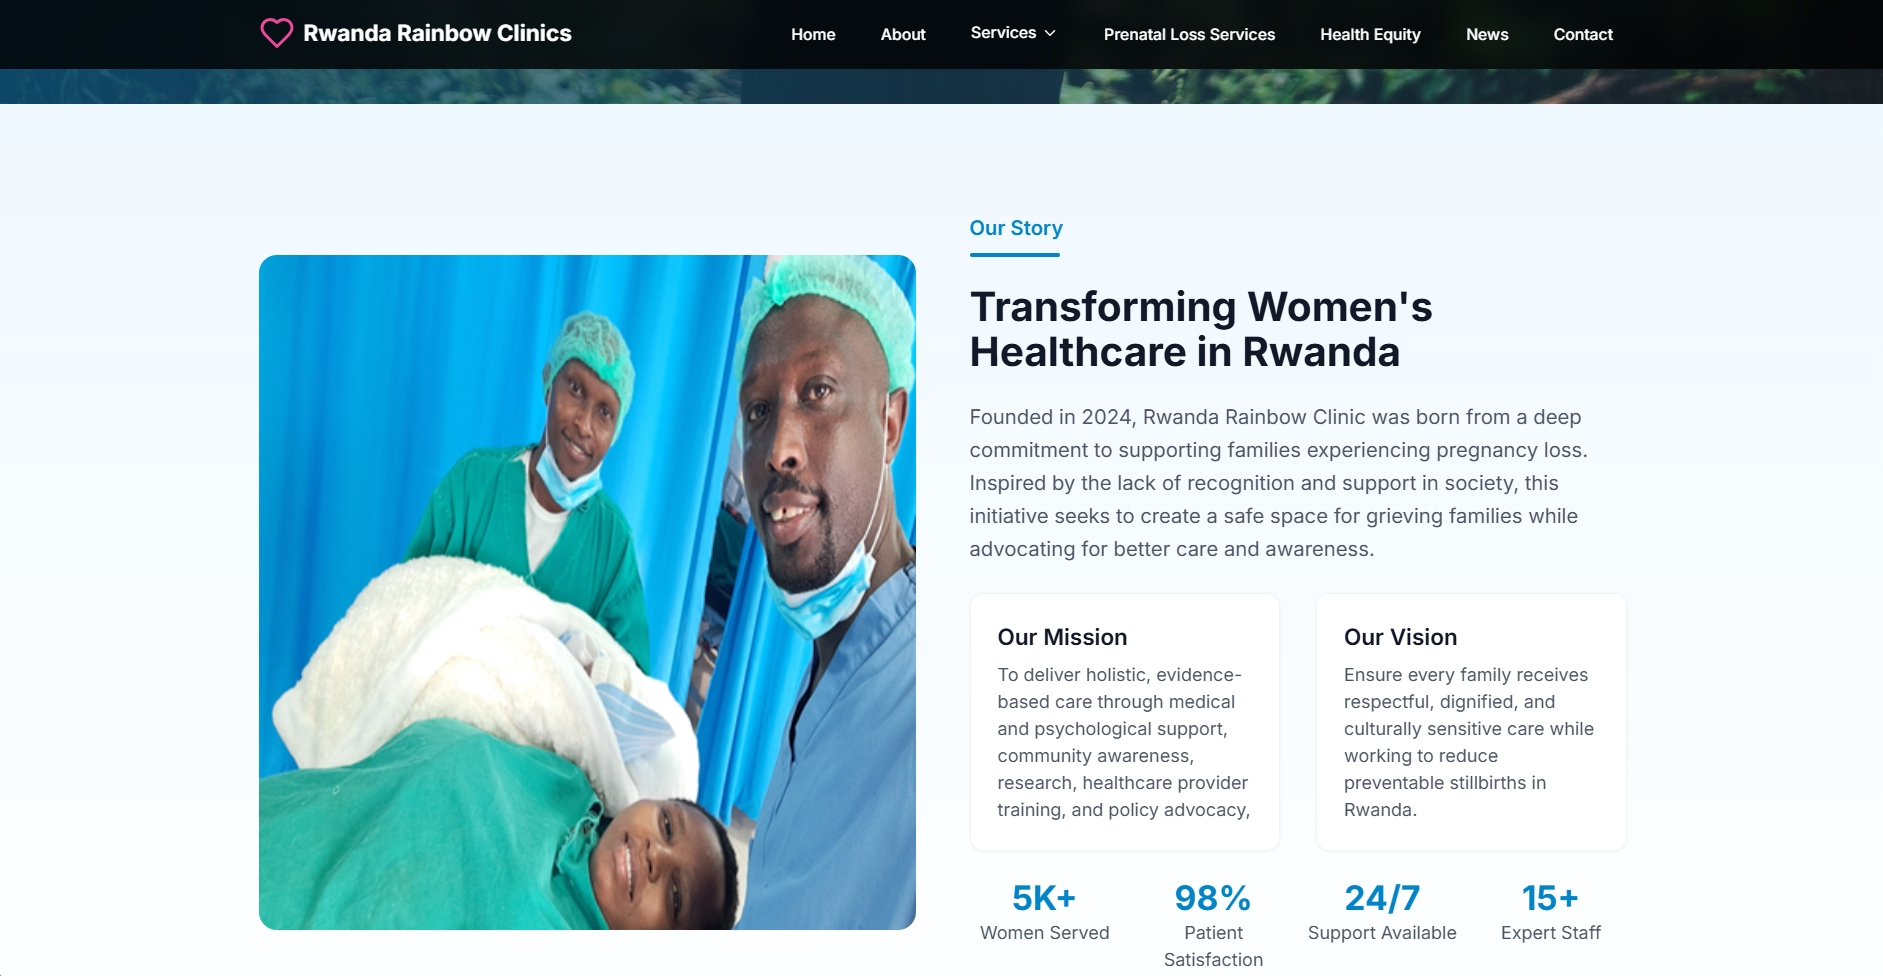 Rwanda Rainbow Clinics
Home
About
Services
Prenatal Loss Services
Health Equity
News
Contact
Our Story
Transforming Women's
Healthcare in Rwanda
Founded in 2024, Rwanda Rainbow Clinic was born from a deep
commitment to supporting families experiencing pregnancy loss.
Inspired by the lack of recognition and support in society, this
initiative seeks to create a safe space for grieving families while
advocating for better care and awareness.
Our Mission
To deliver holistic, evidence-
based care through medical
and psychological support,
community awareness,
research, healthcare provider
training, and policy advocacy,
Our Vision
Ensure every family receives
respectful, dignified, and
culturally sensitive care while
working to reduce
preventable stillbirths in
Rwanda.
5K+
Women Served
98%
Patient
Satisfaction
24/7
Support Available
15+
Expert Staff